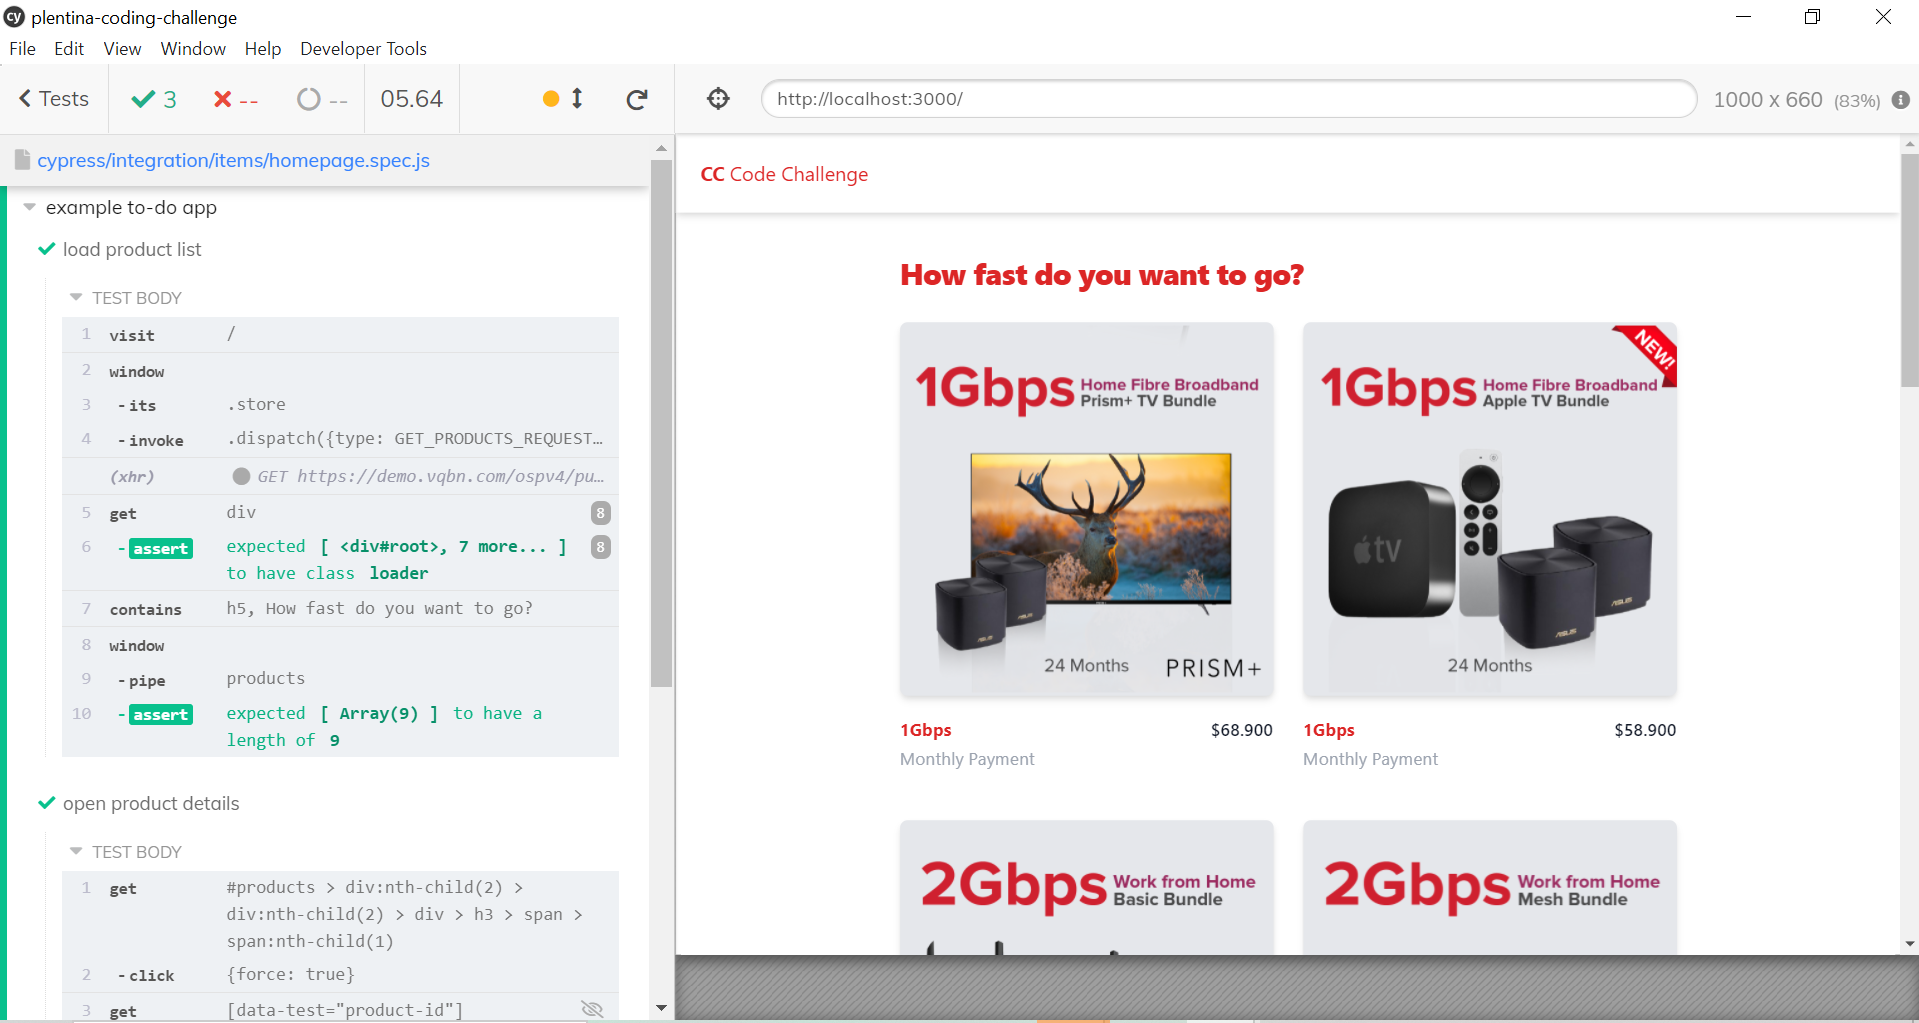 cy plentina-coding-challenge
File Edit View Window Help Developer Tools
Tests 3 -- -- 05.64
http://localhost:3000/ 1000 x 660 (83%) i
cypress/integration/items/homepage.spec.js
example to-do app
load product list
TEST BODY
1 visit /
2 window
3 -its .store
4 -invoke .dispatch({type: GET_PRODUCTS_REQUEST...
(xhr) GET https://demo.vqbn.com/ospv4/pu...
5 get div 8
6 -assert expected [ <div#root>, 7 more... ] 8
to have class loader
7 contains h5, How fast do you want to go?
8 window
9 -pipe products
10 -assert expected [ Array(9) ] to have a
length of 9
open product details
TEST BODY
1 get #products > div:nth-child(2) >
div:nth-child(2) > div > h3 > span >
span:nth-child(1)
2 -click {force: true}
3 get [data-test="product-id"]
CC Code Challenge
How fast do you want to go?
1Gbps Home Fibre Broadband
Prism+ TV Bundle
24 Months PRISM+
ASUS
1Gbps $68.900
Monthly Payment
NEW!
1Gbps Home Fibre Broadband
Apple TV Bundle
tv
ASUS
ASUS
24 Months
1Gbps $58.900
Monthly Payment
2Gbps Work from Home
Basic Bundle
2Gbps Work from Home
Mesh Bundle